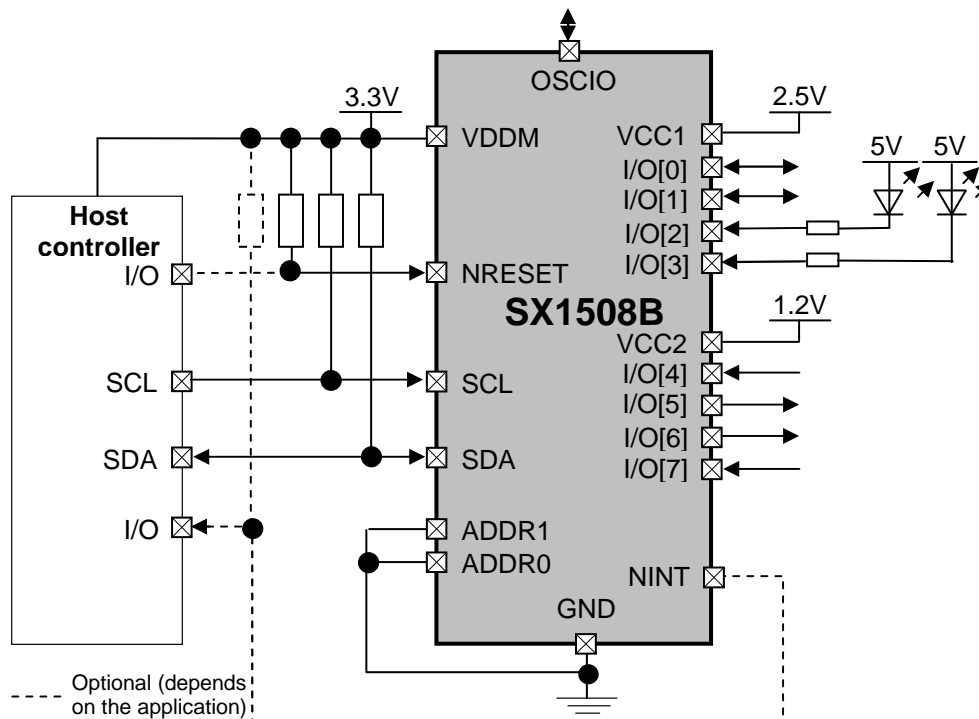 OSCIO
3.3V
2.5V
VDDM
VCC1
5V
5V
I/O[0]
I/O[1]
Host
controller
I/O[2]
I/O
NRESET
I/O[3]
SX1508B
1.2V
VCC2
SCL
SCL
I/O[4]
I/O[5]
I/O[6]
SDA
SDA
I/O[7]
I/O
ADDR1
ADDR0
NINT
GND
Optional (depends
on the application)